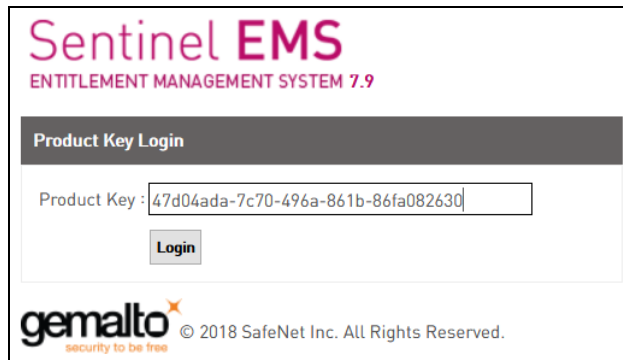 Sentinel EMS
ENTITLEMENT MANAGEMENT SYSTEM 7.9
Product Key Login
Product Key : 47d04ada-7c70-496a-861b-86fa082630
Login
gemalto
security to be free
© 2018 SafeNet Inc. All Rights Reserved.